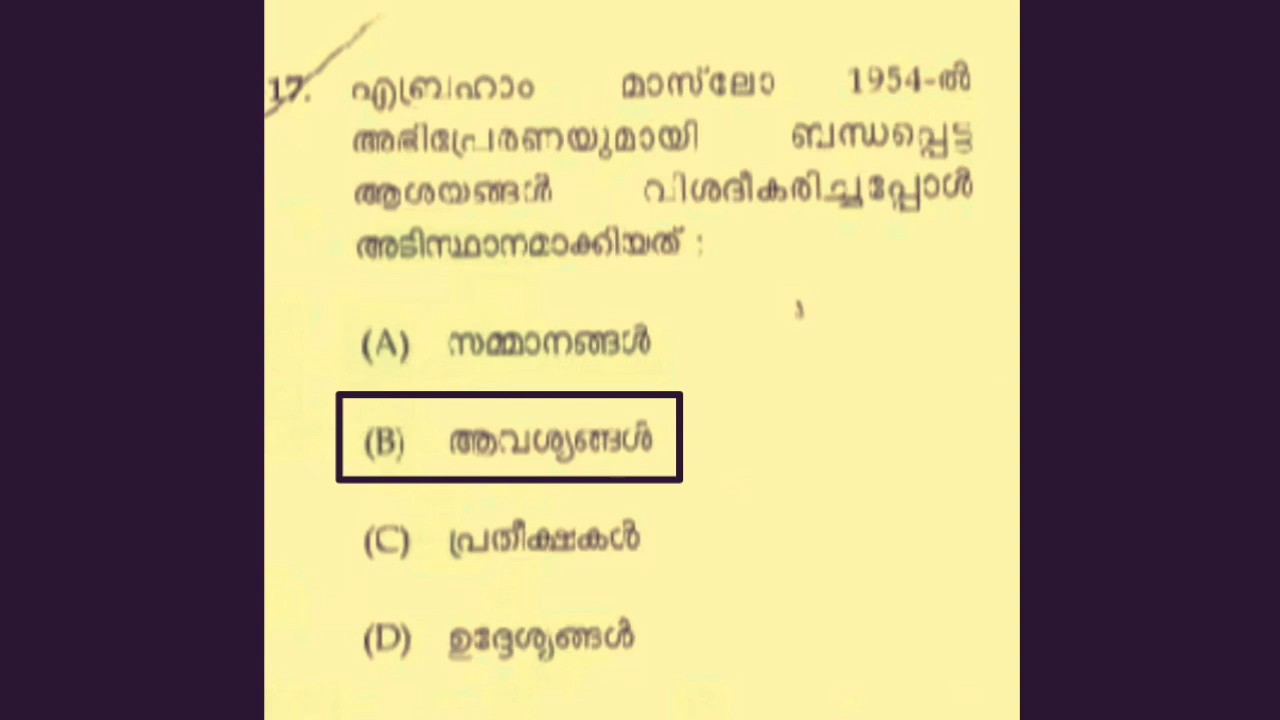 17. എബ്രഹാം മാസ്‌ലോ 1954-ൽ
അഭിപ്രേരണയുമായി ബന്ധപ്പെട്ട
ആശയങ്ങൾ വിശദീകരിച്ചപ്പോൾ
അടിസ്ഥാനമാക്കിയത് :
(A) സമ്മാനങ്ങൾ
(B) ആവശ്യങ്ങൾ
(C) പ്രതീക്ഷകൾ
(D) ഉദ്ദേശ്യങ്ങൾ